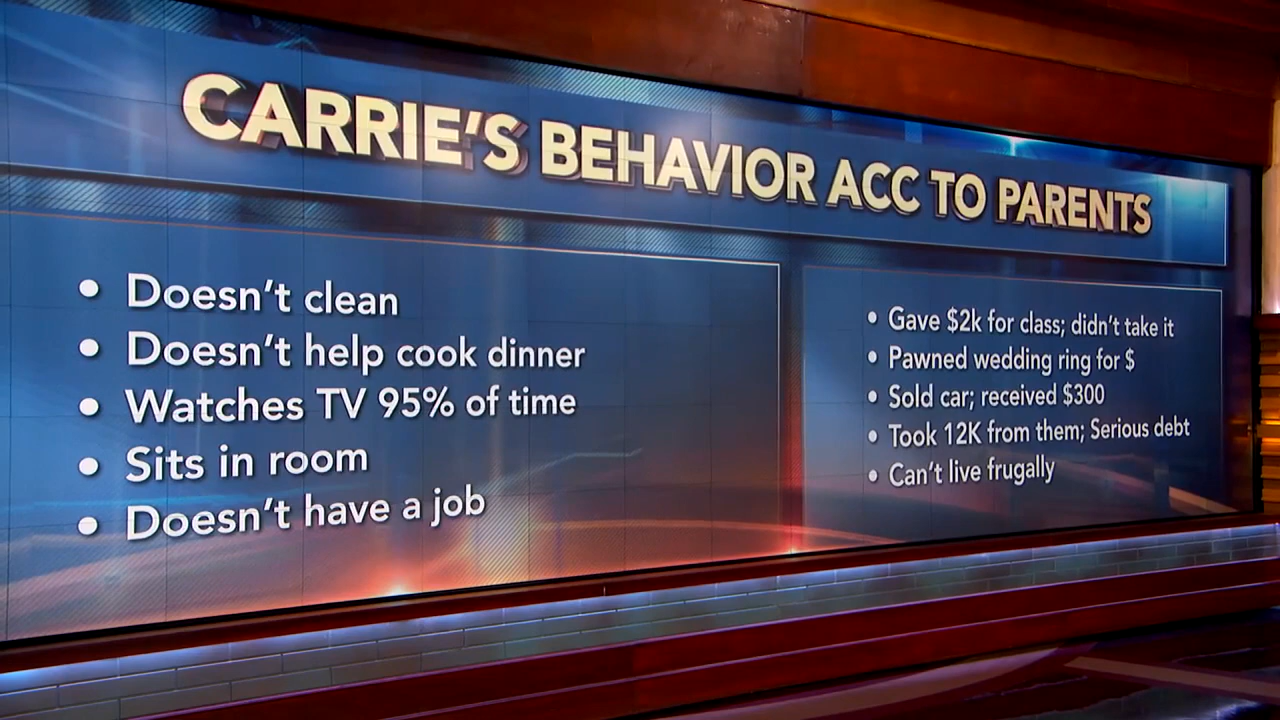 CARRIE'S BEHAVIOR ACC TO PARENTS
• Doesn't clean
• Doesn't help cook dinner
• Watches TV 95% of time
• Sits in room
• Doesn't have a job
• Gave $2k for class; didn't take it
• Pawned wedding ring for $
• Sold car; received $300
• Took 12K from them; Serious debt
• Can't live frugally